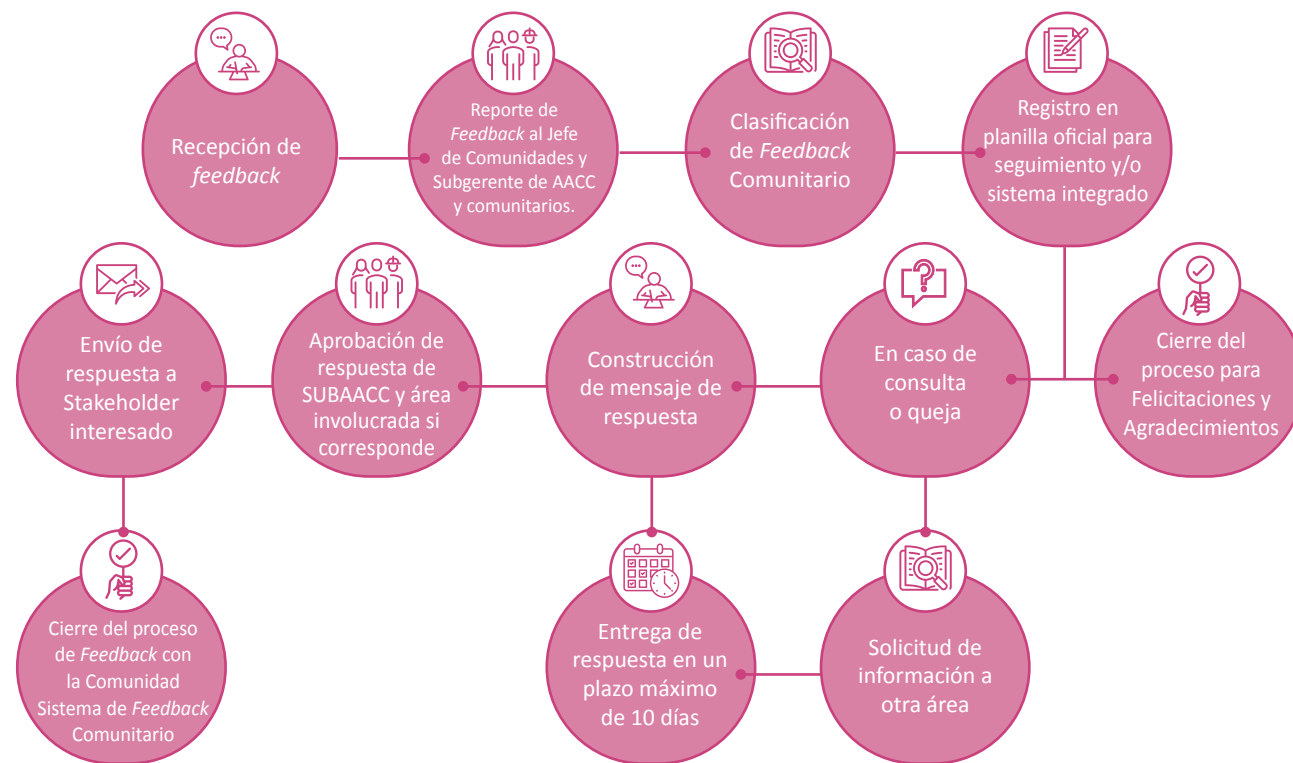 Recepción de
feedback
Reporte de
Feedback al Jefe
de Comunidades y
Subgerente de AACC
y comunitarios.
Clasificación
de Feedback
Comunitario
Registro en
planilla oficial para
seguimiento y/o
sistema integrado
Envío de
respuesta a
Stakeholder
interesado
Aprobación de
respuesta de
SUBAACC y área
involucrada si
corresponde
Construcción
de mensaje de
respuesta
En caso de
consulta
o queja
Cierre del
proceso para
Felicitaciones y
Agradecimientos
Cierre del proceso
de Feedback con
la Comunidad
Sistema de Feedback
Comunitario
Entrega de
respuesta en un
plazo máximo
de 10 días
Solicitud de
información a
otra área